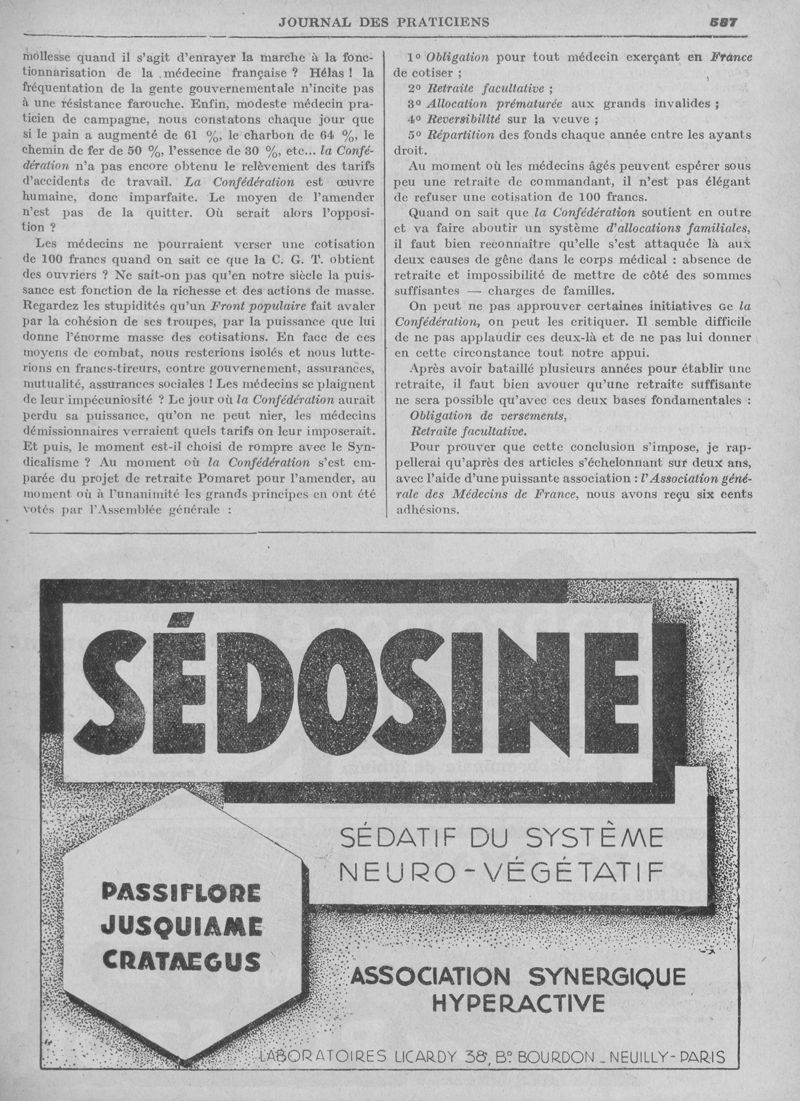 JOURNAL DES PRATICIENS 587
mollesse quand il s'agit d'enrayer la marche à la fonc-
tionnarisation de la médecine française ? Hélas ! la
fréquentation de la gente gouvernementale n'incite pas
à une résistance farouche. Enfin, modeste médecin pra-
ticien de campagne, nous constatons chaque jour que
si le pain a augmenté de 61 %, le charbon de 64 %, le
chemin de fer de 50 %, l'essence de 30 %, etc... la Confé-
dération n'a pas encore obtenu le relèvement des tarifs
d'accidents de travail. La Confédération est œuvre
humaine, donc imparfaite. Le moyen de l'amender
n'est pas de la quitter. Où serait alors l'opposi-
tion ?
Les médecins ne pourraient verser une cotisation
de 100 francs quand on sait ce que la C. G. T. obtient
des ouvriers ? Ne sait-on pas qu'en notre siècle la puis-
sance est fonction de la richesse et des actions de masse.
Regardez les stupidités qu'un Front populaire fait avaler
par la cohésion de ses troupes, par la puissance que lui
donne l'énorme masse des cotisations. En face de ces
moyens de combat, nous resterions isolés et nous lutte-
rions en francs-tireurs, contre gouvernement, assurances,
mutualité, assurances sociales ! Les médecins se plaignent
de leur impécuniosité ? Le jour où la Confédération aurait
perdu sa puissance, qu'on ne peut nier, les médecins
démissionnaires verraient quels tarifs on leur imposerait.
Et puis, le moment est-il choisi de rompre avec le Syn-
dicalisme ? Au moment où la Confédération s'est em-
parée du projet de retraite Pomaret pour l'amender, au
moment où à l'unanimité les grands principes en ont été
votés par l'Assemblée générale :
1º Obligation pour tout médecin exerçant en France
de cotiser ;
2º Retraite facultative ;
3º Allocation prématurée aux grands invalides ;
4º Reversibilité sur la veuve ;
5º Répartition des fonds chaque année entre les ayants
droit.
Au moment où les médecins âgés peuvent espérer sous
peu une retraite de commandant, il n'est pas élégant
de refuser une cotisation de 100 francs.
Quand on sait que la Confédération soutient en outre
et va faire aboutir un système d'allocations familiales,
il faut bien reconnaître qu'elle s'est attaquée là aux
deux causes de gêne dans le corps médical : absence de
retraite et impossibilité de mettre de côté des sommes
suffisantes — charges de familles.
On peut ne pas approuver certaines initiatives de la
Confédération, on peut les critiquer. Il semble difficile
de ne pas applaudir ces deux-là et de ne pas lui donner
en cette circonstance tout notre appui.
Après avoir bataillé plusieurs années pour établir une
retraite, il faut bien avouer qu'une retraite suffisante
ne sera possible qu'avec ces deux bases fondamentales :
Obligation de versements,
Retraite facultative.
Pour prouver que cette conclusion s'impose, je rap-
pellerai qu'après des articles s'échelonnant sur deux ans,
avec l'aide d'une puissante association : l'Association géné-
rale des Médecins de France, nous avons reçu six cents
adhésions.
SÉDOSINE
SÉDATIF DU SYSTÈME
NEURO-VÉGÉTATIF
PASSIFLORE
JUSQUIAME
CRATAEGUS
ASSOCIATION SYNERGIQUE
HYPERACTIVE
LABORATOIRES LICARDY 38, Bd BOURDON - NEUILLY-PARIS